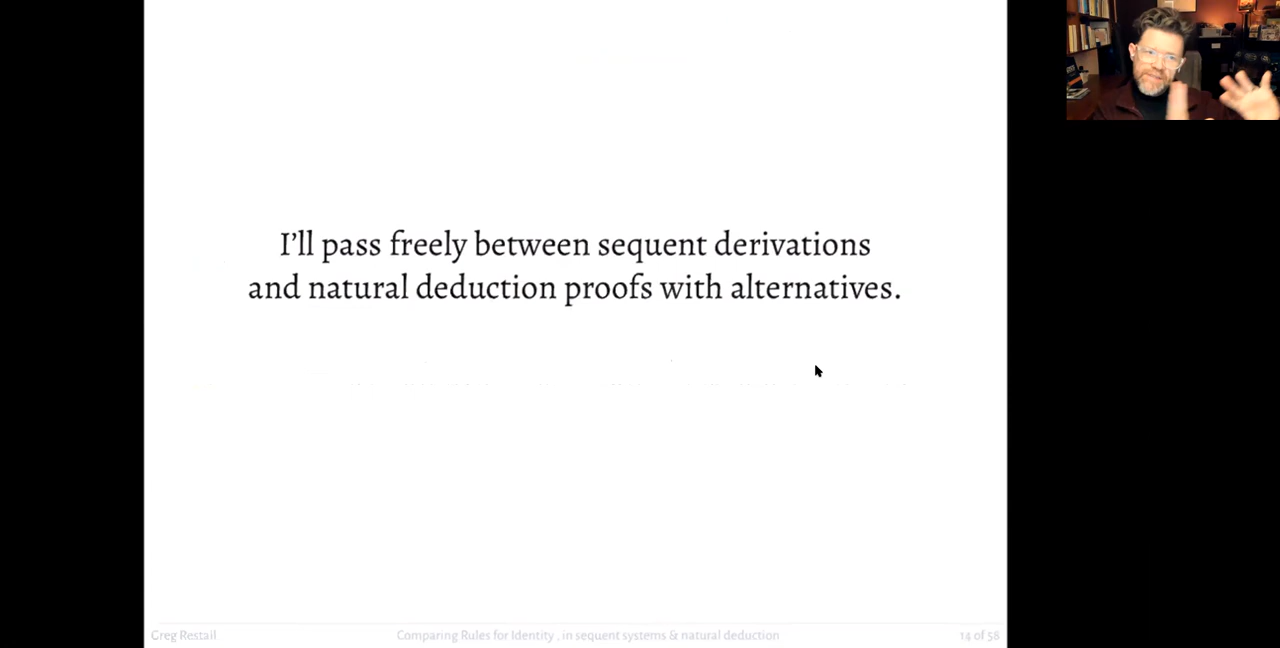 I’ll pass freely between sequent derivations
and natural deduction proofs with alternatives.
Greg Restall
Comparing Rules for Identity , in sequent systems & natural deduction
14 of 58